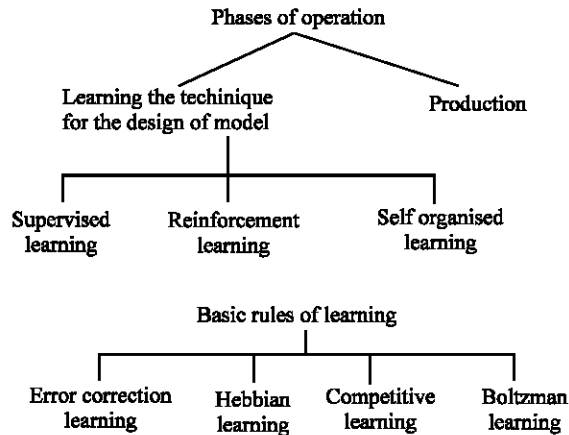 Phases of operation
Learning the techinique
for the design of model
Production
Supervised
learning
Reinforcement
learning
Self organised
learning
Basic rules of learning
Error correction
learning
Hebbian
learning
Competitive
learning
Boltzman
learning